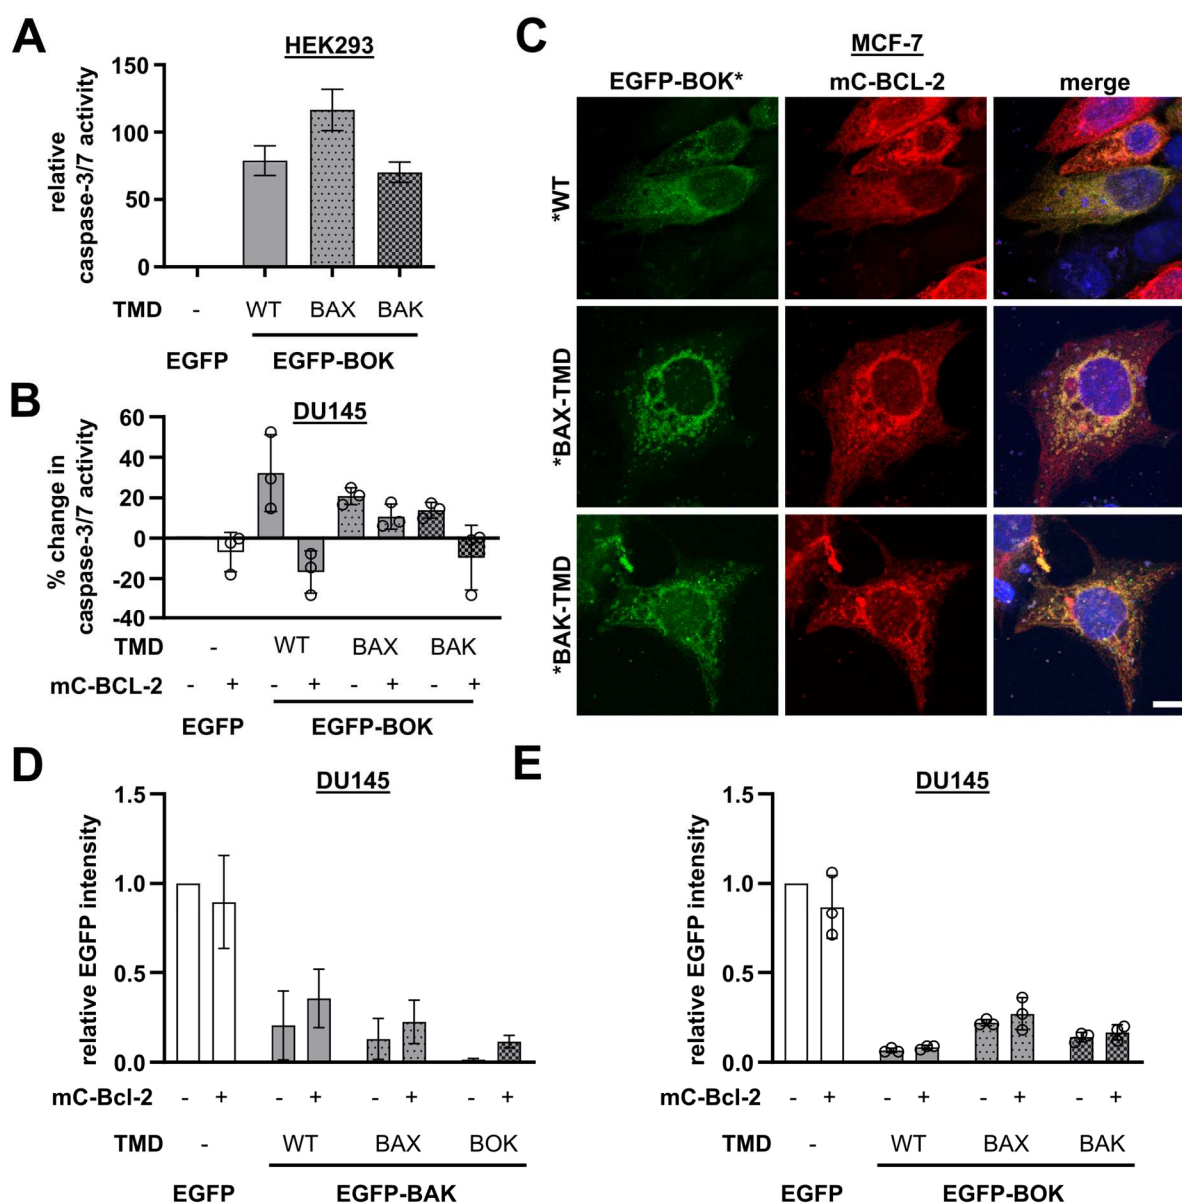 A
HEK293
relative
caspase-3/7 activity
150
100
50
0
TMD - WT BAX BAK
EGFP EGFP-BOK
B
DU145
% change in
caspase-3/7 activity
60
40
20
0
-20
-40
TMD - WT BAX BAK
mC-BCL-2 - + - + - + - +
EGFP EGFP-BOK
C
MCF-7
EGFP-BOK* mC-BCL-2 merge
*WT
*BAX-TMD
*BAK-TMD
D
DU145
relative EGFP intensity
1.5
1.0
0.5
0.0
mC-Bcl-2 - + - + - + - +
TMD - WT BAX BOK
EGFP EGFP-BAK
E
DU145
relative EGFP intensity
1.5
1.0
0.5
0.0
mC-Bcl-2 - + - + - + - +
TMD - WT BAX BAK
EGFP EGFP-BOK